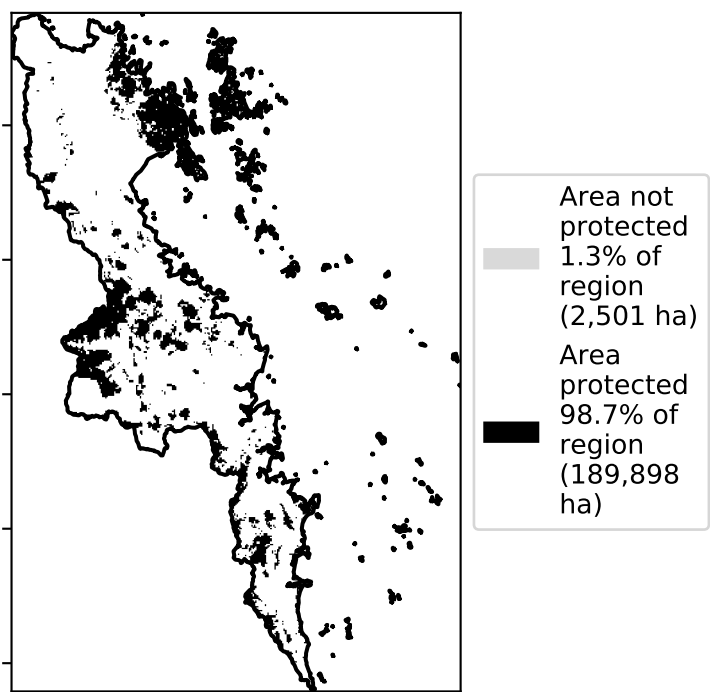 Area not
protected
1.3% of
region
(2,501 ha)
Area
protected
98.7% of
region
(189,898
ha)